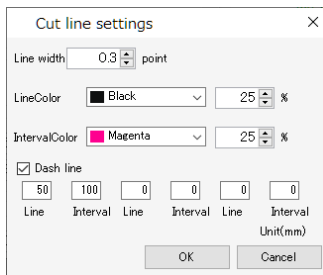 Cut line settings
Line width 0.3 point
LineColor Black 25 %
IntervalColor Magenta 25 %
Dash line
50 100 0 0 0 0
Line Interval Line Interval Line Interval
Unit(mm)
OK Cancel